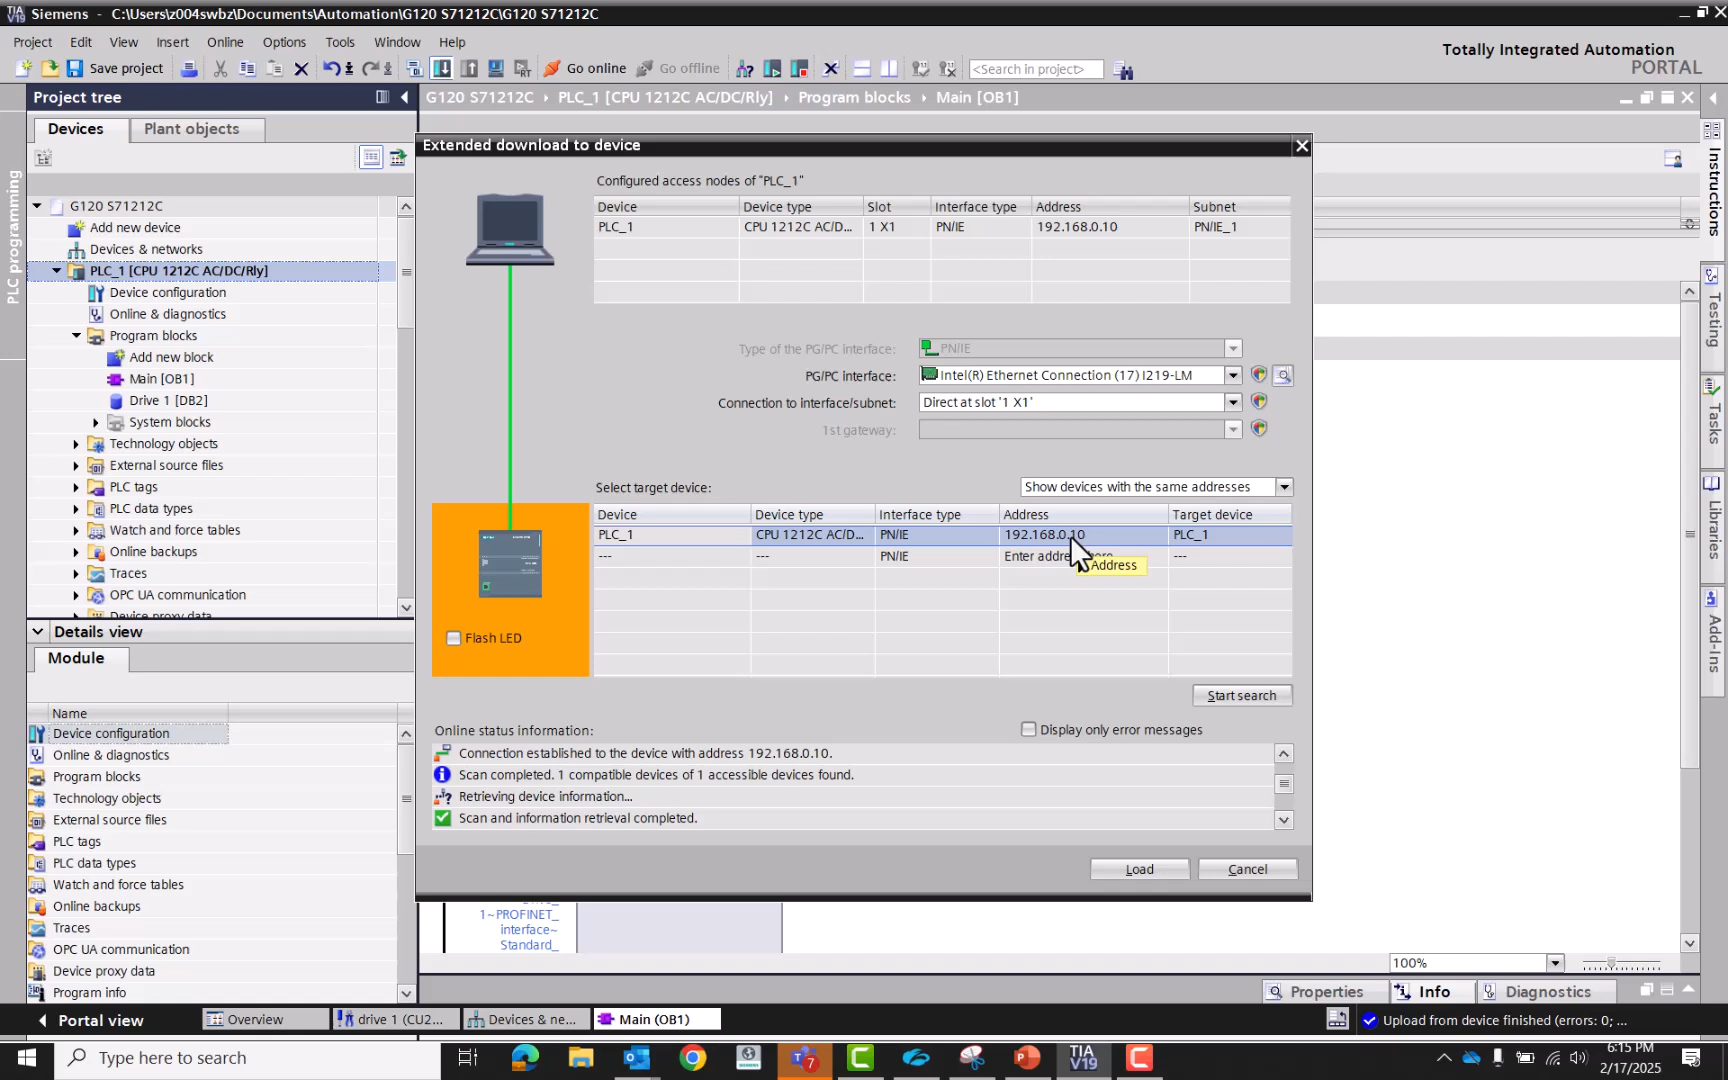 Siemens - C:\Users\z004swbz\Documents\Automation\G120 S71212C\G120 S71212C
Project Edit View Insert Online Options Tools Window Help
Totally Integrated Automation
PORTAL
Save project
Go online
Go offline
<Search in project>
Project tree
G120 S71212C
PLC_1 [CPU 1212C AC/DC/Rly]
Program blocks
Main [OB1]
Devices
Plant objects
PLC programming
G120 S71212C
Add new device
Devices & networks
PLC_1 [CPU 1212C AC/DC/Rly]
Device configuration
Online & diagnostics
Program blocks
Add new block
Main [OB1]
Drive 1 [DB2]
System blocks
Technology objects
External source files
PLC tags
PLC data types
Watch and force tables
Online backups
Traces
OPC UA communication
Device proxy data
Details view
Module
Name
Device configuration
Online & diagnostics
Program blocks
Technology objects
External source files
PLC tags
PLC data types
Watch and force tables
Online backups
Traces
OPC UA communication
Device proxy data
Program info
Extended download to device
Configured access nodes of "PLC_1"
Device Device type Slot Interface type Address Subnet
PLC_1 CPU 1212C AC/D... 1 X1 PN/IE 192.168.0.10 PN/IE_1
Type of the PG/PC interface: PN/IE
PG/PC interface: Intel(R) Ethernet Connection (17) I219-LM
Connection to interface/subnet: Direct at slot '1 X1'
1st gateway:
Select target device: Show devices with the same addresses
Device Device type Interface type Address Target device
PLC_1 CPU 1212C AC/D... PN/IE 192.168.0.10 PLC_1
--- --- PN/IE Enter address here ---
Address
Flash LED
Start search
Online status information:
Display only error messages
Connection established to the device with address 192.168.0.10.
Scan completed. 1 compatible devices of 1 accessible devices found.
Retrieving device information...
Scan and information retrieval completed.
Load
Cancel
1~PROFINET_
interface~
Standard_
100%
Instructions
Testing
Tasks
Libraries
Add-Ins
Properties
Info
Diagnostics
Portal view
Overview
drive 1 (CU2...
Devices & ne...
Main (OB1)
Upload from device finished (errors: 0; ...
Type here to search
7
TIA
V19
6:15 PM
2/17/2025